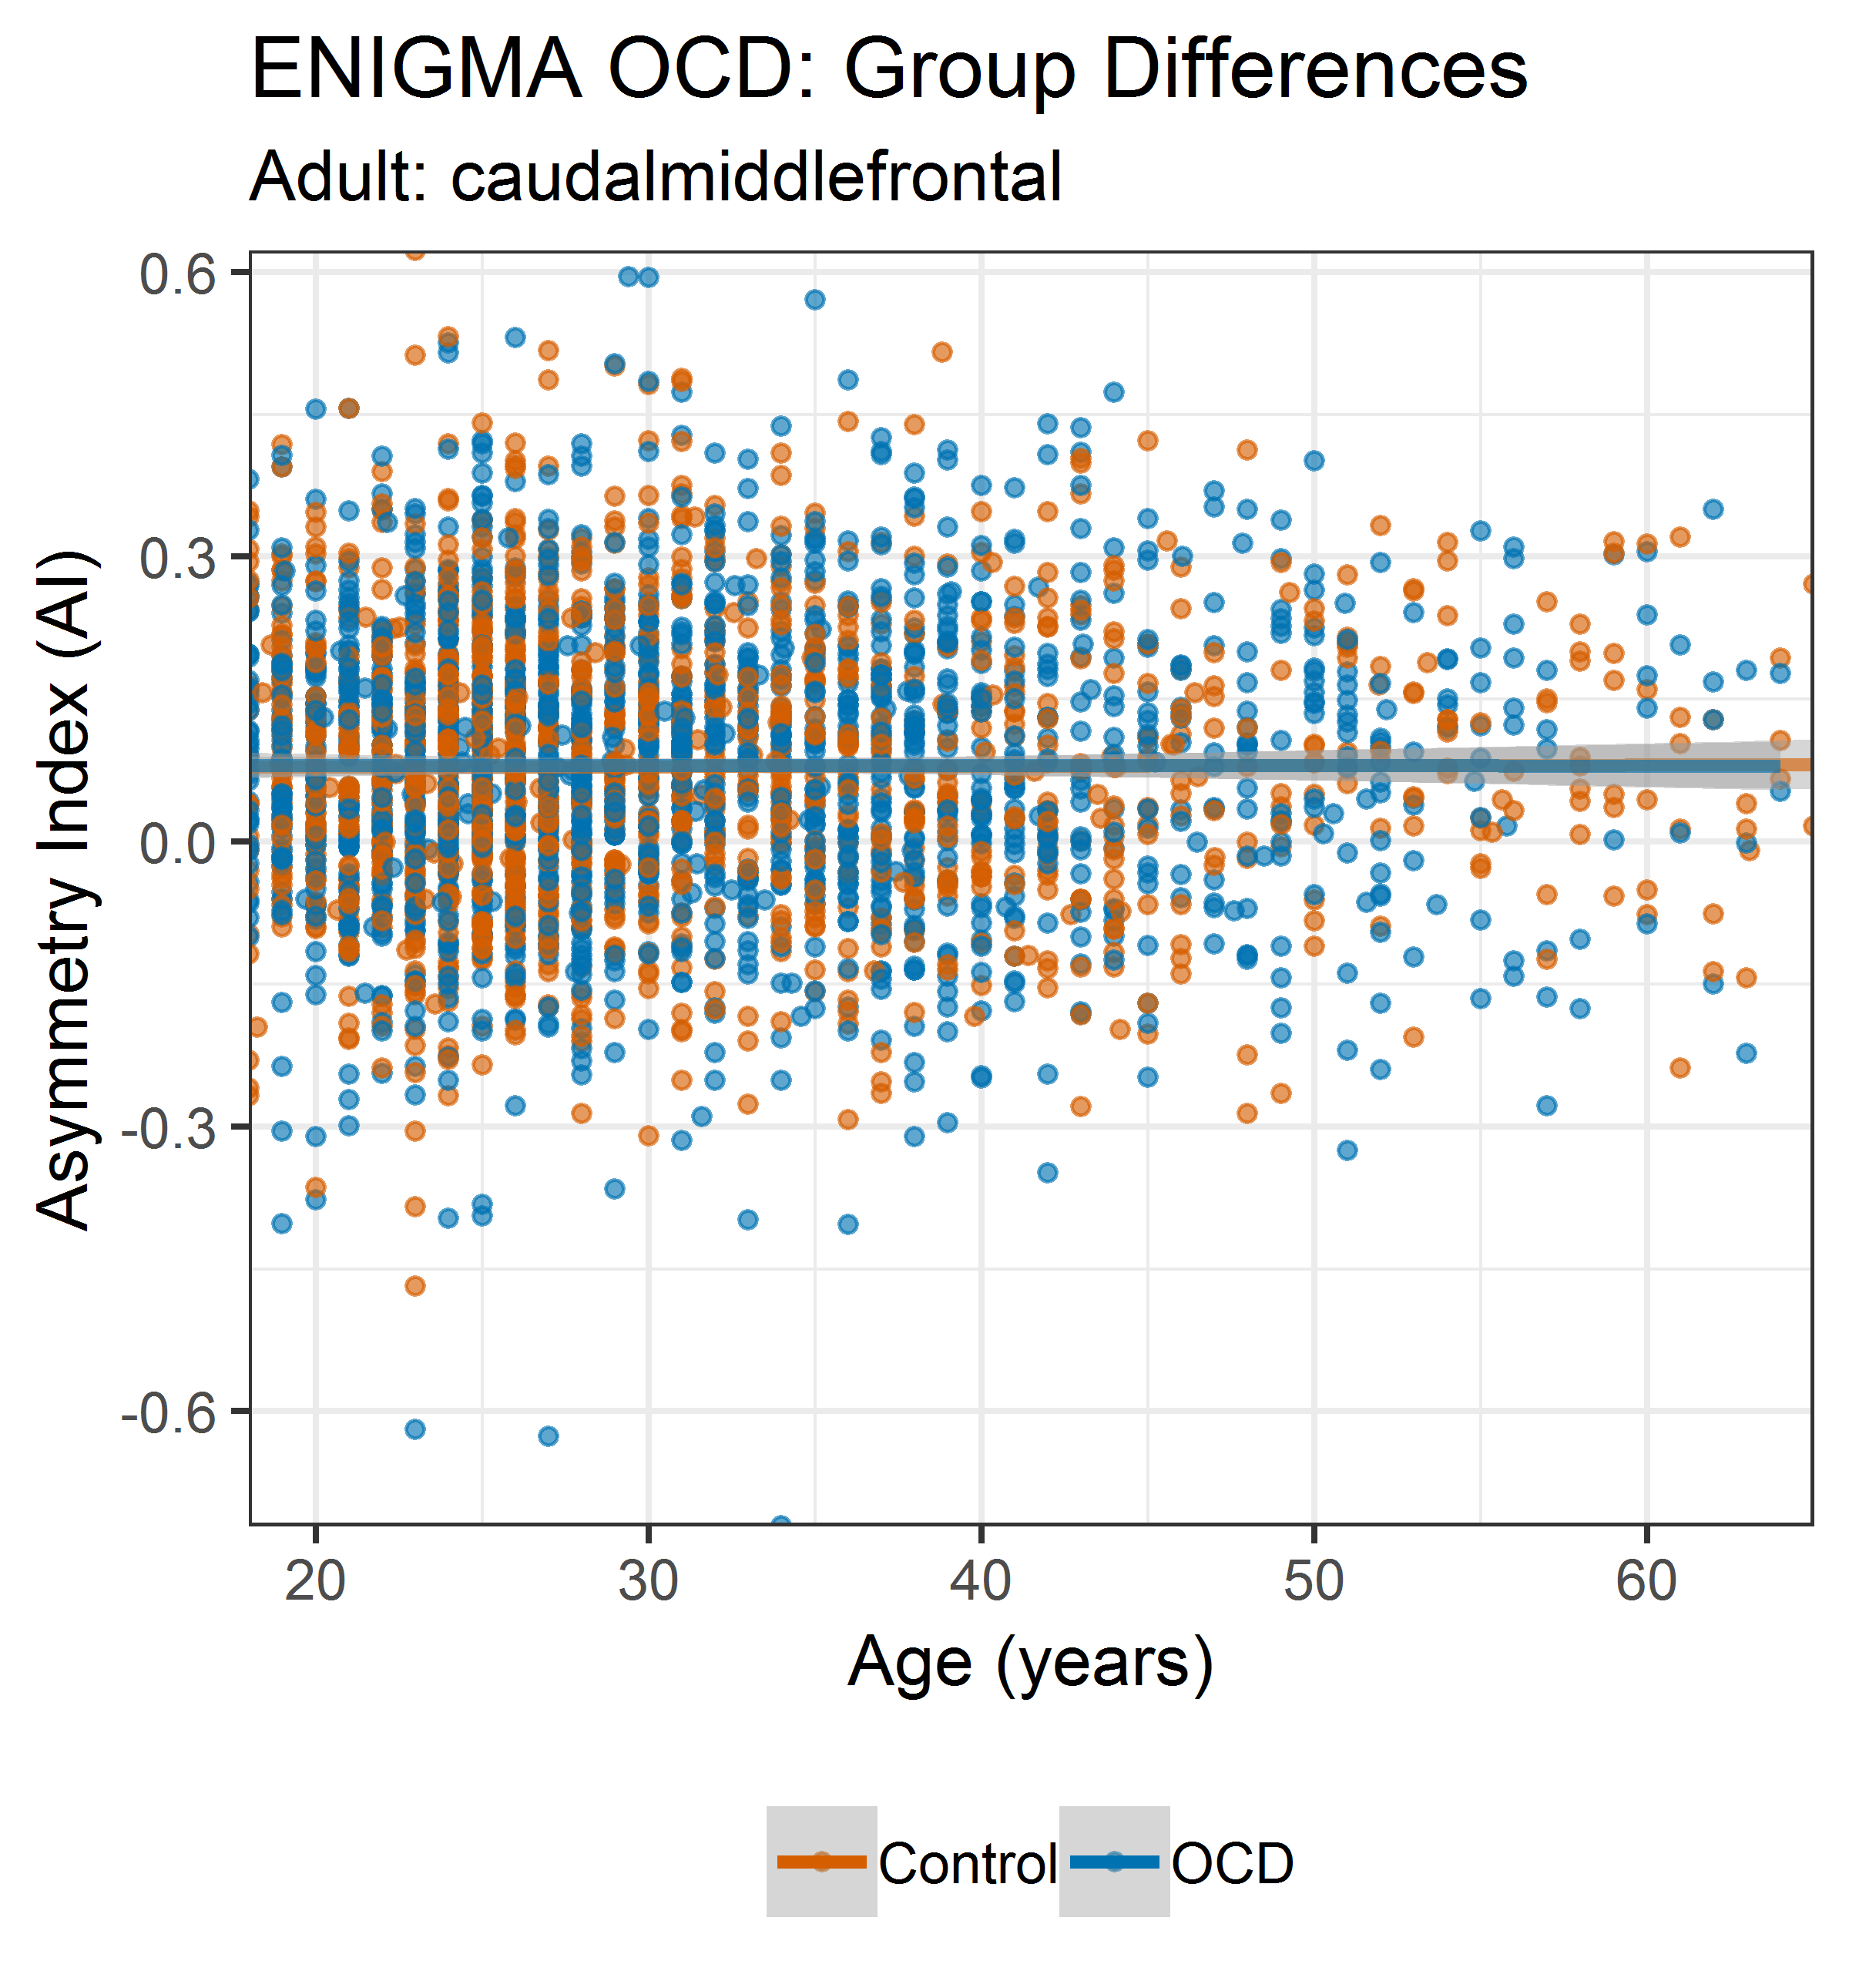 ENIGMA OCD: Group Differences
Adult: caudalmiddlefrontal
Asymmetry Index (AI)
0.6
0.3
0.0
-0.3
-0.6
20 30 40 50 60
Age (years)
Control OCD